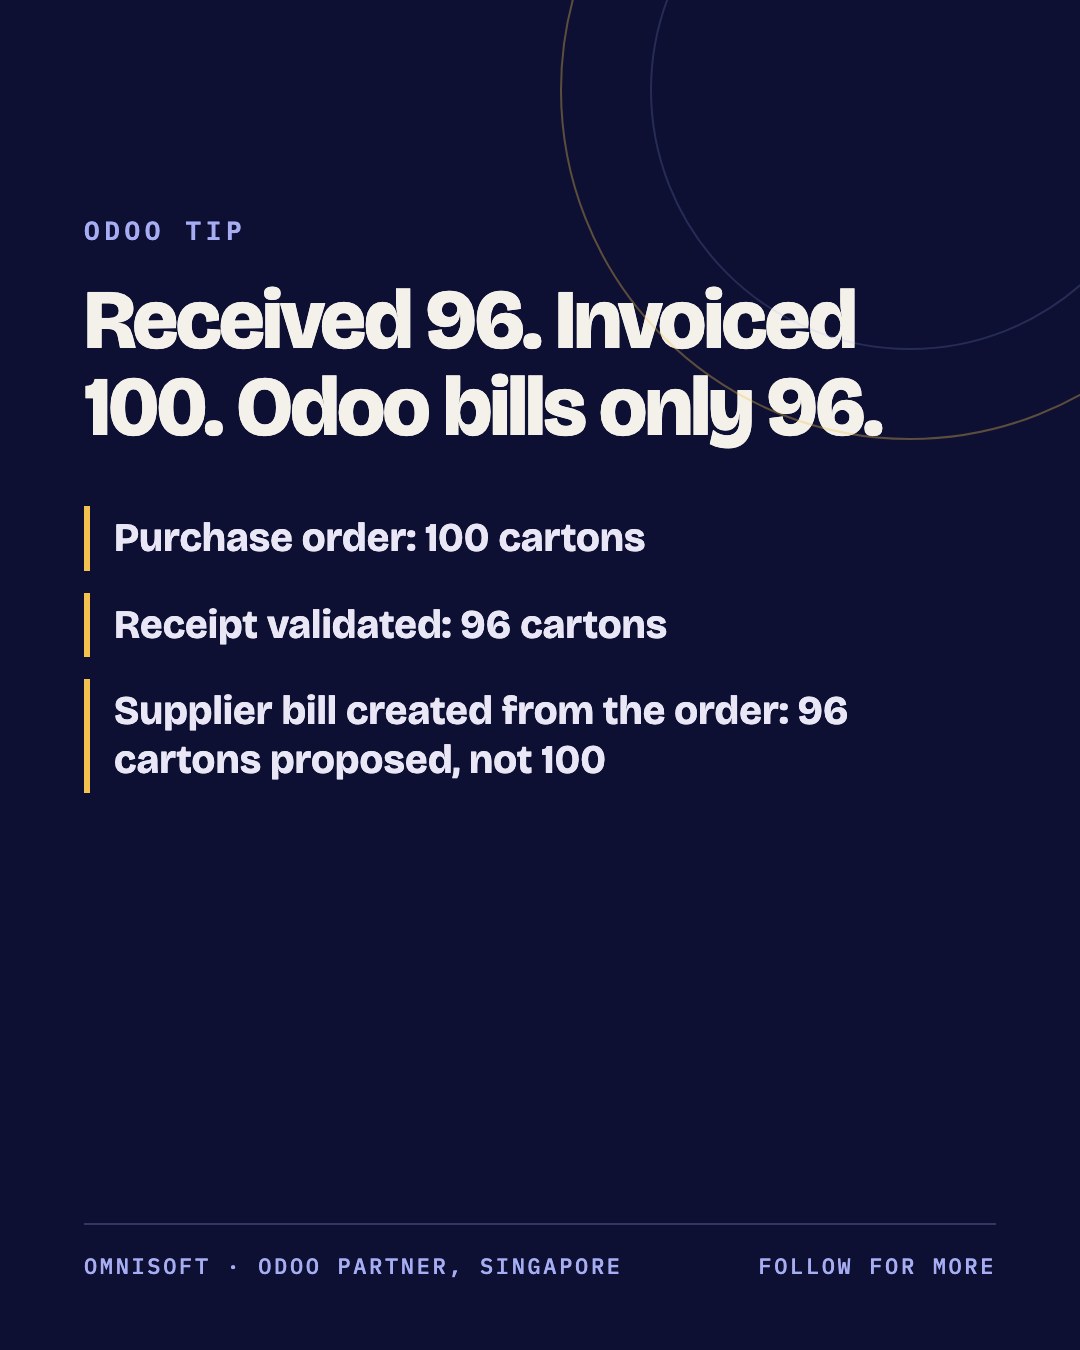 ODOO TIP
Received 96. Invoiced
100. Odoo bills only 96.
Purchase order: 100 cartons
Receipt validated: 96 cartons
Supplier bill created from the order: 96
cartons proposed, not 100
OMNISOFT · ODOO PARTNER, SINGAPORE
FOLLOW FOR MORE